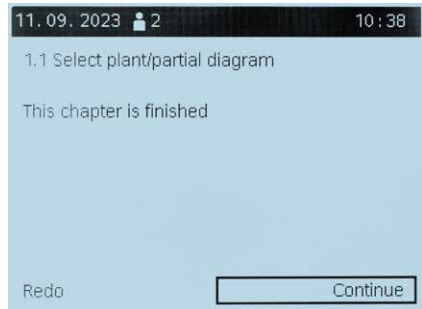 11.09.2023 2 10:38
1.1 Select plant/partial diagram
This chapter is finished
Redo Continue